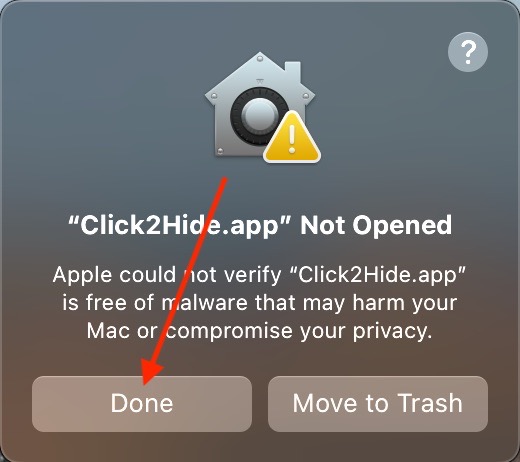 ?
“Click2Hide.app” Not Opened
Apple could not verify “Click2Hide.app”
is free of malware that may harm your
Mac or compromise your privacy.
Done
Move to Trash